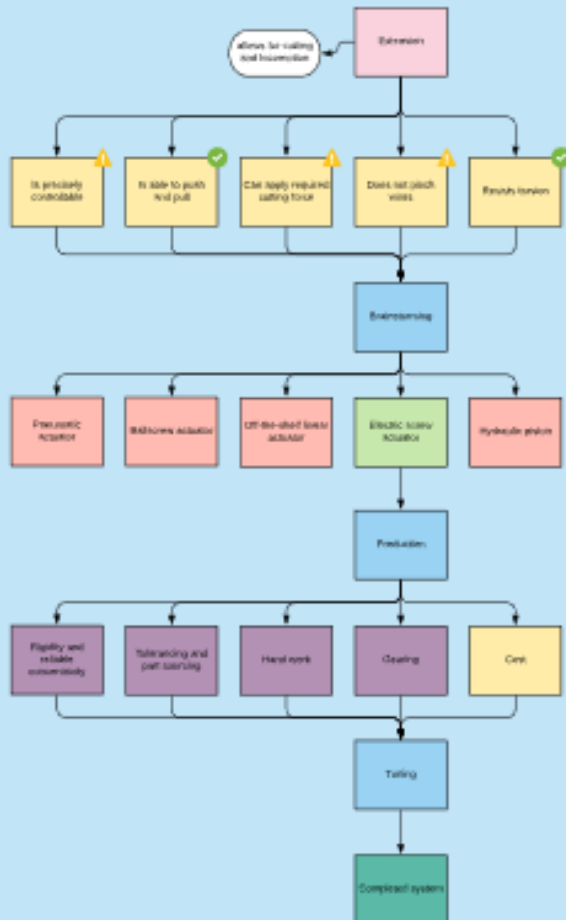 Extension
allows for cutting
and locomotion
Is precisely
controllable
Is able to push
and pull
Can apply required
cutting force
Does not pinch
wires
Resists torsion
Brainstorming
Pneumatic
actuator
Ball screw actuator
Off-the-shelf linear
actuator
Electric screw
actuator
Hydraulic piston
Production
Rigidity and
reliable
Tolerancing and
part sourcing
Hand work
Gearing
Cost
Testing
Completed system